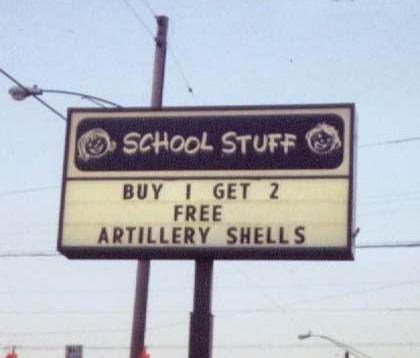 SCHOOL STUFF
BUY 1 GET 2
FREE
ARTILLERY SHELLS